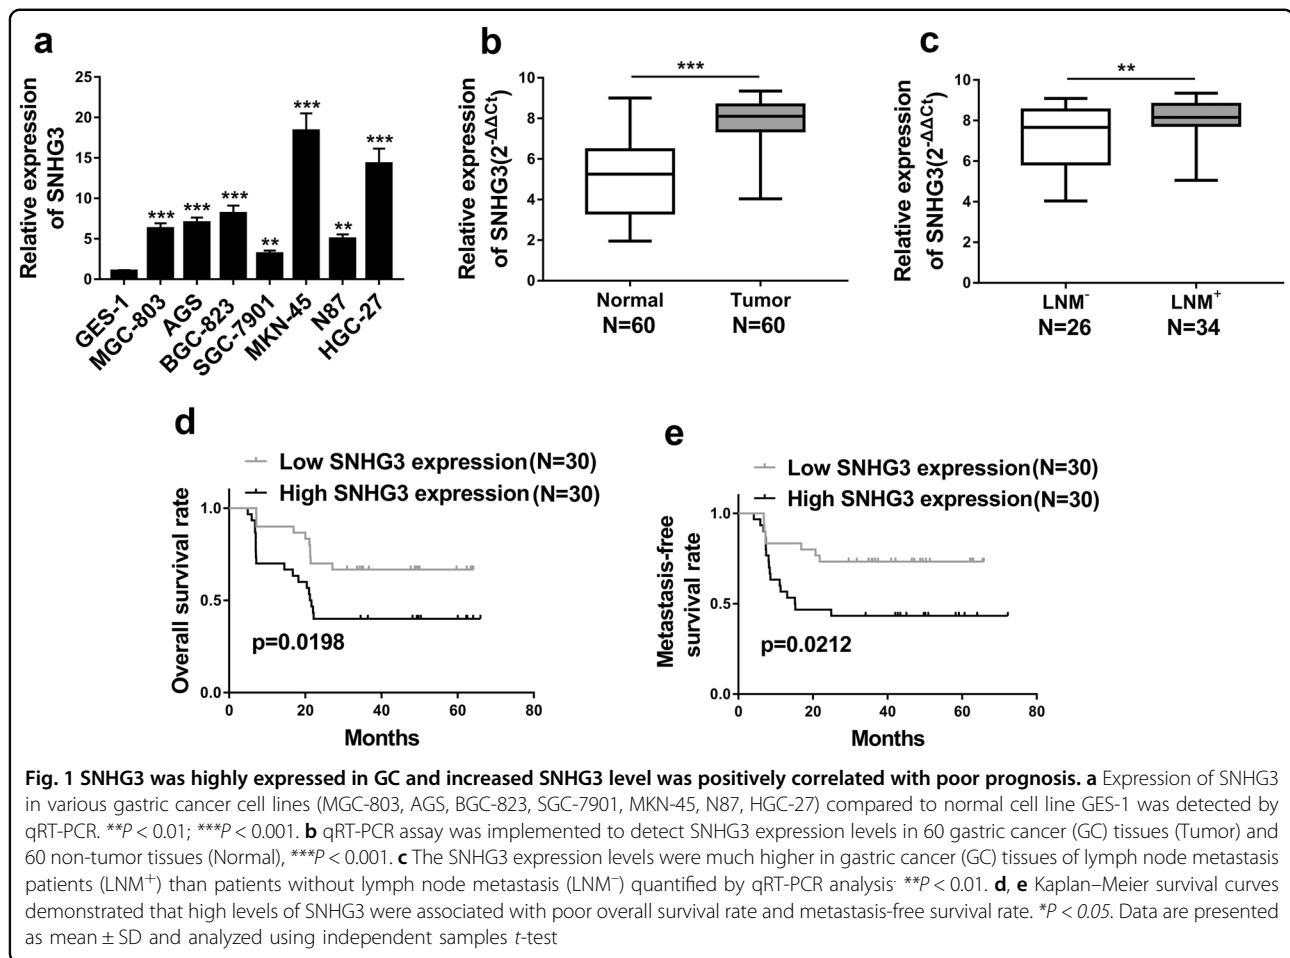 a
Relative expression
of SNHG3
25
20
15
10
5
0
***
***
***
**
***
**
***
GES-1
MGC-803
AGS
BGC-823
SGC-7901
MKN-45
N87
HGC-27
b
Relative expression
of SNHG3(2-ΔΔCt)
10
8
6
4
2
0
***
Normal
N=60
Tumor
N=60
c
Relative expression
of SNHG3(2-ΔΔCt)
10
8
6
4
2
0
**
LNM-
N=26
LNM+
N=34
d
Low SNHG3 expression(N=30)
High SNHG3 expression(N=30)
Overall survival rate
1.0
0.5
0.0
p=0.0198
0 20 40 60 80
Months
e
Low SNHG3 expression(N=30)
High SNHG3 expression(N=30)
Metastasis-free
survival rate
1.0
0.5
0.0
p=0.0212
0 20 40 60 80
Months
Fig. 1 SNHG3 was highly expressed in GC and increased SNHG3 level was positively correlated with poor prognosis. a Expression of SNHG3
in various gastric cancer cell lines (MGC-803, AGS, BGC-823, SGC-7901, MKN-45, N87, HGC-27) compared to normal cell line GES-1 was detected by
qRT-PCR. **P < 0.01; ***P < 0.001. b qRT-PCR assay was implemented to detect SNHG3 expression levels in 60 gastric cancer (GC) tissues (Tumor) and
60 non-tumor tissues (Normal), ***P < 0.001. c The SNHG3 expression levels were much higher in gastric cancer (GC) tissues of lymph node metastasis
patients (LNM+) than patients without lymph node metastasis (LNM−) quantified by qRT-PCR analysis. **P < 0.01. d, e Kaplan–Meier survival curves
demonstrated that high levels of SNHG3 were associated with poor overall survival rate and metastasis-free survival rate. *P < 0.05. Data are presented
as mean ± SD and analyzed using independent samples t-test